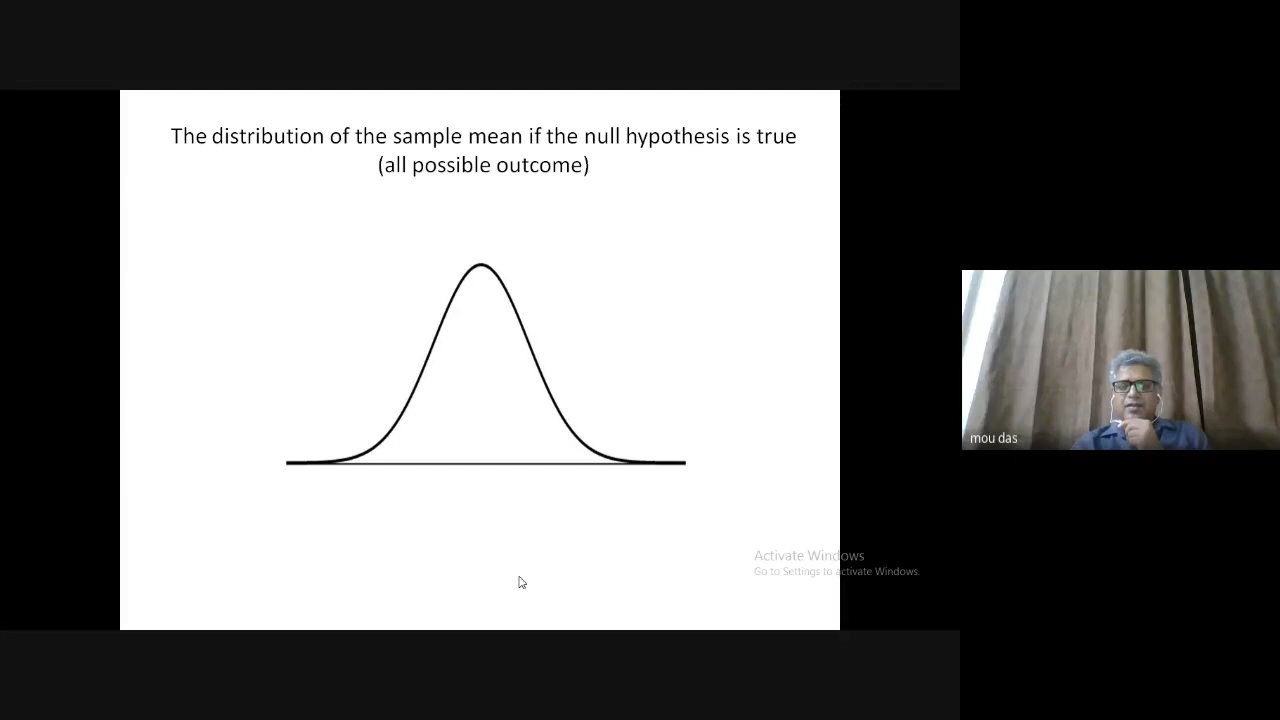 The distribution of the sample mean if the null hypothesis is true
(all possible outcome)
mou das
Activate Windows
Go to Settings to activate Windows.